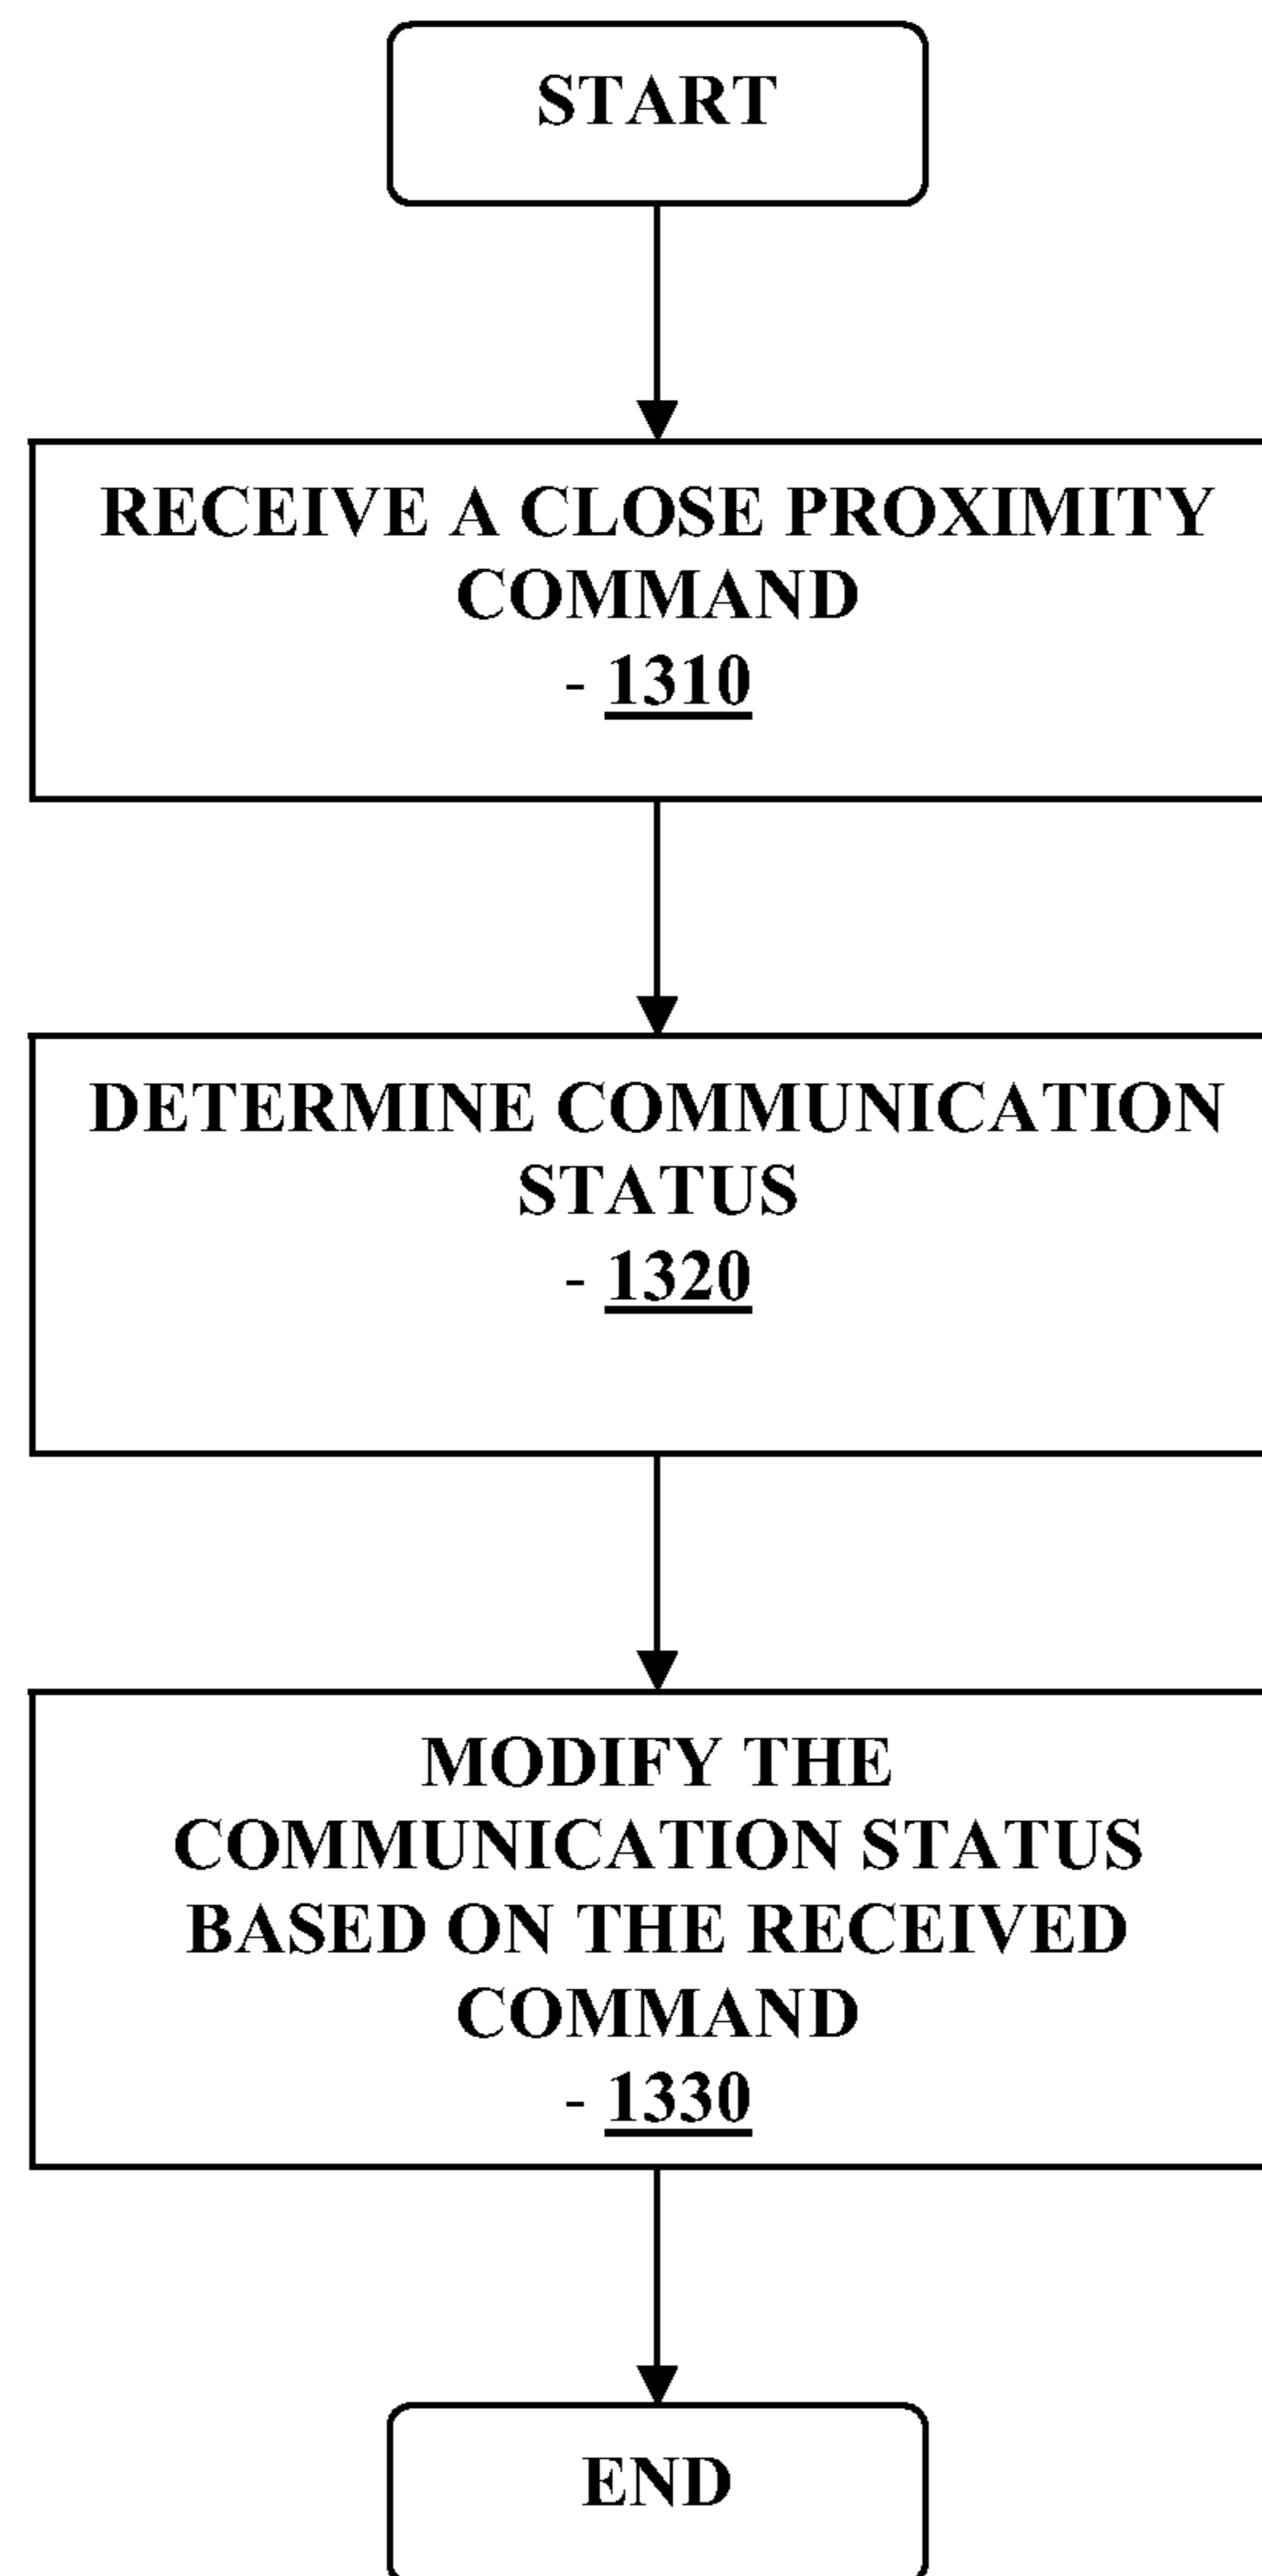 START
RECEIVE A CLOSE PROXIMITY
COMMAND
- 1310
DETERMINE COMMUNICATION
STATUS
- 1320
MODIFY THE
COMMUNICATION STATUS
BASED ON THE RECEIVED
COMMAND
- 1330
END